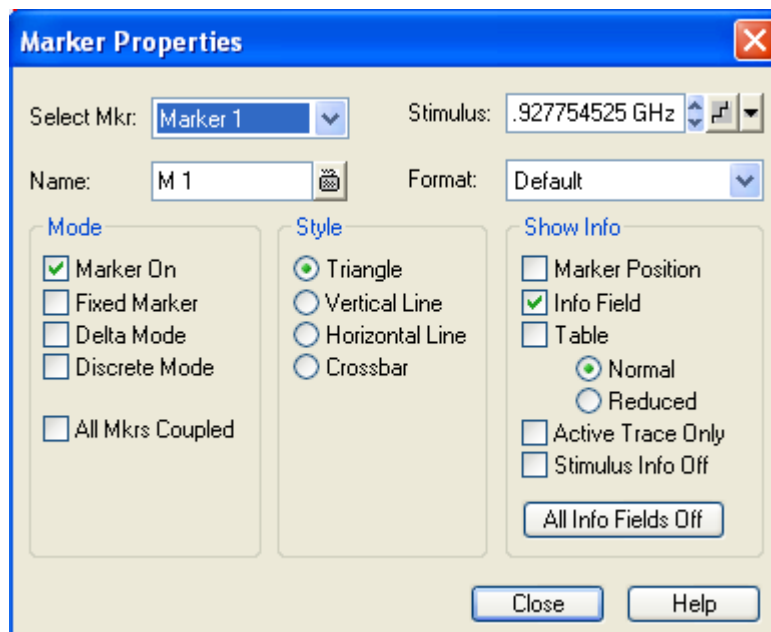 Marker Properties
Select Mkr: Marker 1 Stimulus: .927754525 GHz
Name: M 1 Format: Default
Mode
Marker On
Fixed Marker
Delta Mode
Discrete Mode
All Mkrs Coupled
Style
Triangle
Vertical Line
Horizontal Line
Crossbar
Show Info
Marker Position
Info Field
Table
Normal
Reduced
Active Trace Only
Stimulus Info Off
All Info Fields Off
Close Help